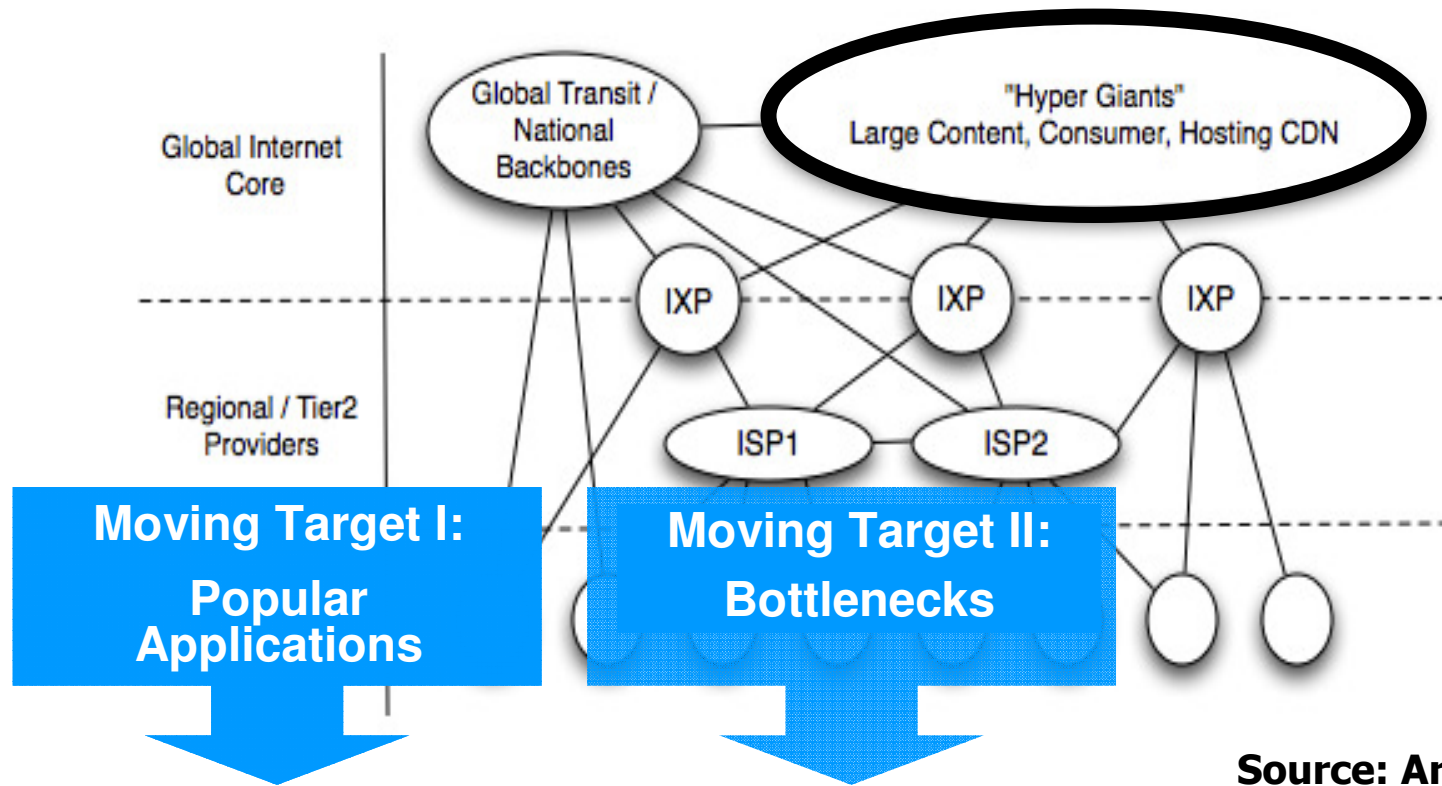 Global Transit /
National
Backbones
"Hyper Giants"
Large Content, Consumer, Hosting CDN
Global Internet
Core
IXP
IXP
IXP
Regional / Tier2
Providers
ISP1
ISP2
Moving Target I:
Popular
Applications
Moving Target II:
Bottlenecks
Source: